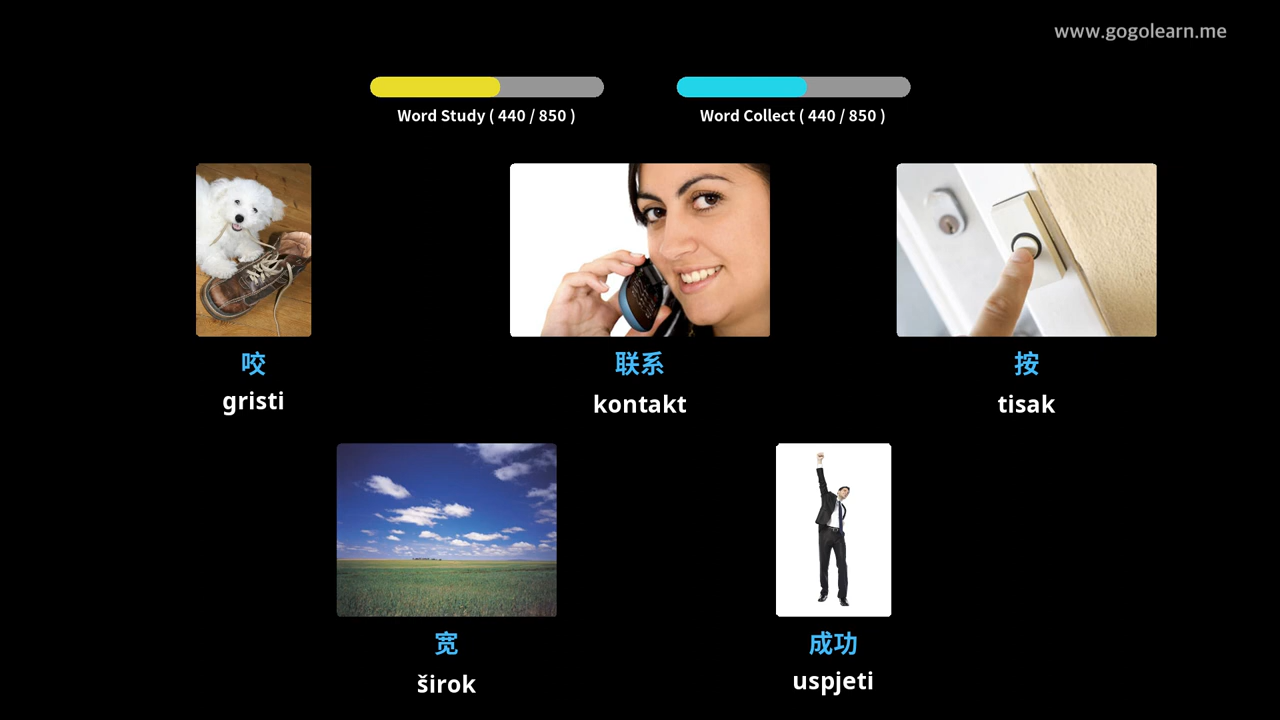 www.gogolearn.me
Word Study ( 440 / 850 )
Word Collect ( 440 / 850 )
咬
gristi
联系
kontakt
按
tisak
宽
širok
成功
uspjeti